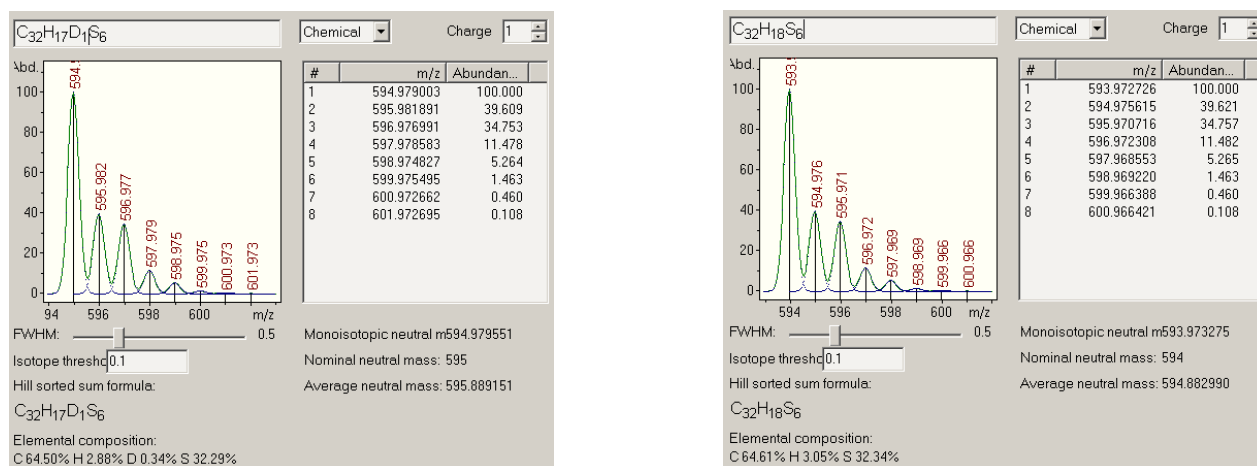 C32H17D1S6
Chemical
Charge 1
Abd.
594.9
100
80
60
40
20
0
595.982
596.977
597.979
598.975
599.975
600.973
601.973
94 596 598 600 m/z
# m/z Abundan...
1 594.979003 100.000
2 595.981891 39.609
3 596.976991 34.753
4 597.978583 11.478
5 598.974827 5.264
6 599.975495 1.463
7 600.972662 0.460
8 601.972695 0.108
FWHM: 0.5
Isotope thresho 0.1
Hill sorted sum formula:
C32H17D1S6
Elemental composition:
C 64.50% H 2.88% D 0.34% S 32.29%
Monoisotopic neutral m594.979551
Nominal neutral mass: 595
Average neutral mass: 595.889151
C32H18S6
Chemical
Charge 1
Abd.
593.9
100
80
60
40
20
0
594.976
595.971
596.972
597.969
598.969
599.966
600.966
594 596 598 600 m/z
# m/z Abundan...
1 593.972726 100.000
2 594.975615 39.621
3 595.970716 34.757
4 596.972308 11.482
5 597.968553 5.265
6 598.969220 1.463
7 599.966388 0.460
8 600.966421 0.108
FWHM: 0.5
Isotope thresho 0.1
Hill sorted sum formula:
C32H18S6
Elemental composition:
C 64.61% H 3.05% S 32.34%
Monoisotopic neutral m593.973275
Nominal neutral mass: 594
Average neutral mass: 594.882990